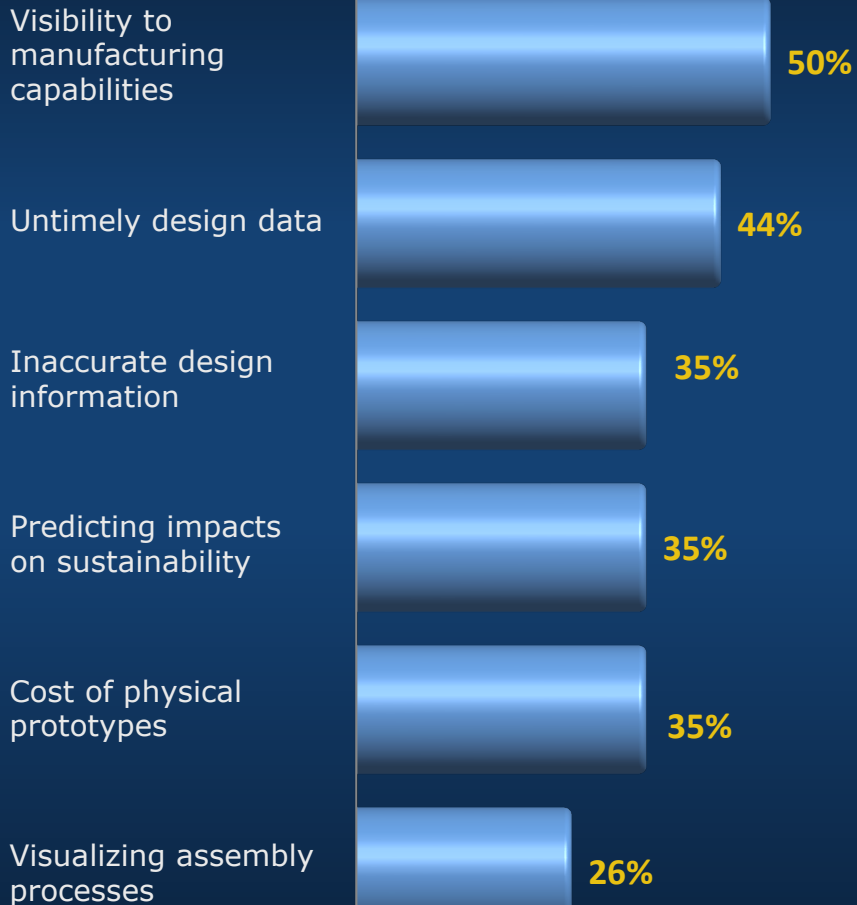 Visibility to
manufacturing
capabilities
50%
Untimely design data
44%
Inaccurate design
information
35%
Predicting impacts
on sustainability
35%
Cost of physical
prototypes
35%
Visualizing assembly
processes
26%